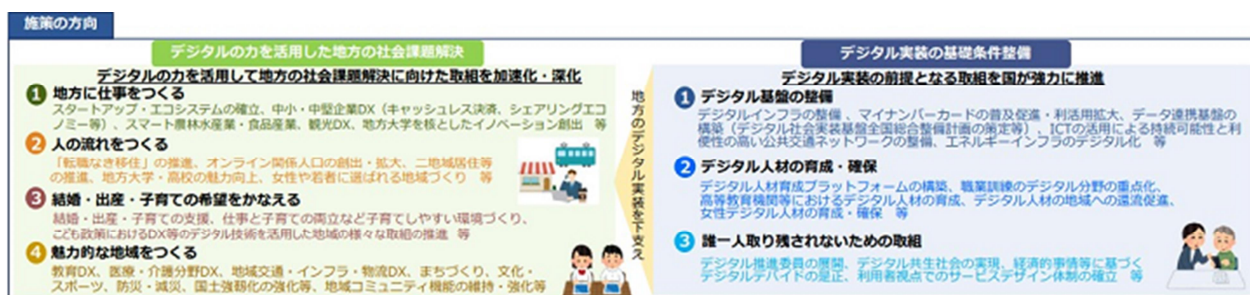 施策の方向
デジタルの力を活用した地方の社会課題解決
デジタルの力を活用して地方の社会課題解決に向けた取組を加速化・深化
1 地方に仕事をつくる
スタートアップ・エコシステムの確立、中小・中堅企業DX（キャッシュレス決済、シェアリングエコ
ノミー等）、スマート農林水産業・食品産業、観光DX、地方大学を核としたイノベーション創出 等
2 人の流れをつくる
「転職なき移住」の推進、オンライン関係人口の創出・拡大、二地域居住等
の推進、地方大学・高校の魅力向上、女性や若者に選ばれる地域づくり 等
3 結婚・出産・子育ての希望をかなえる
結婚・出産・子育ての支援、仕事と子育ての両立など子育てしやすい環境づくり、
こども政策におけるDX等のデジタル技術を活用した地域の様々な取組の推進 等
4 魅力的な地域をつくる
教育DX、医療・介護分野DX、地域交通・インフラ・物流DX、まちづくり、文化・
スポーツ、防災・減災、国土強靱化の強化等、地域コミュニティ機能の維持・強化等
地方のデジタル実装を下支え
デジタル実装の基礎条件整備
デジタル実装の前提となる取組を国が強力に推進
1 デジタル基盤の整備
デジタルインフラの整備、マイナンバーカードの普及促進・利活用拡大、データ連携基盤の
構築（デジタル社会実装基盤全国総合整備計画の策定等）、ICTの活用による持続可能性と利
便性の高い公共交通ネットワークの整備、エネルギーインフラのデジタル化 等
2 デジタル人材の育成・確保
デジタル人材育成プラットフォームの構築、職業訓練のデジタル分野の重点化、
高等教育機関等におけるデジタル人材の育成、デジタル人材の地域への還流促進、
女性デジタル人材の育成・確保 等
3 誰一人取り残されないための取組
デジタル推進委員の展開、デジタル共生社会の実現、経済的事情等に基づく
デジタルデバイドの是正、利用者視点でのサービスデザイン体制の確立 等